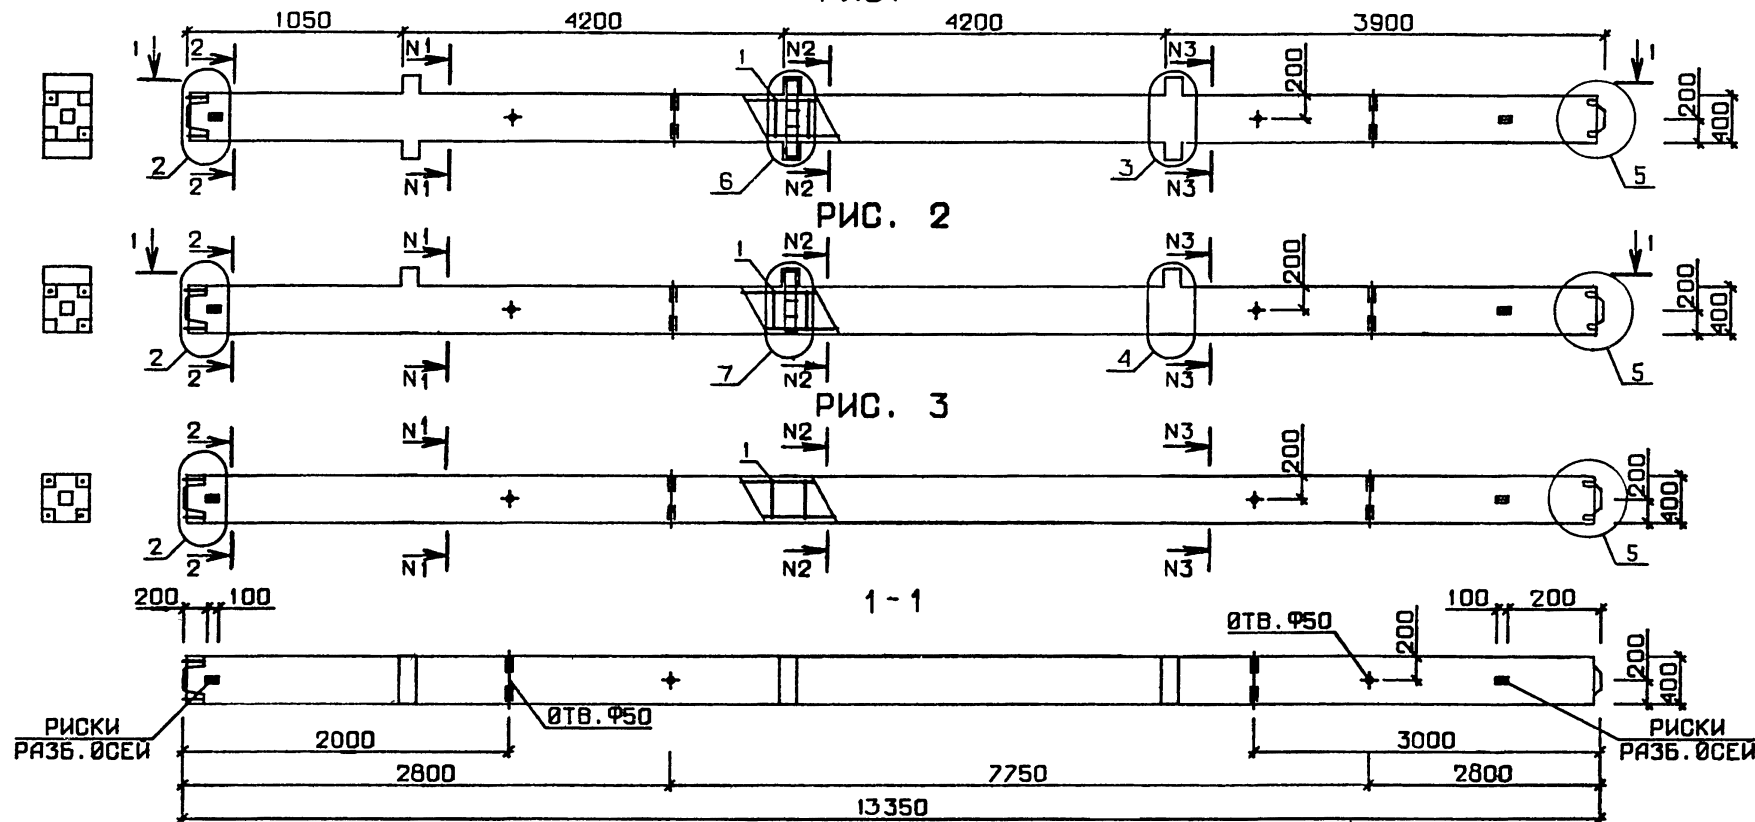 1050 4200 4200 3900
1 2 N1 1 N2 N3 200 1
200 400
2 2 N1 6 N2 3 N3 5
РИС. 2
1 2 N1 1 N2 N3 200 1
200 400
2 2 N1 7 N2 4 N3 5
РИС. 3
2 N1 1 N2 N3 200
200 400
2 2 N1 N2 N3 5
200 100 1-1 100 200
ОТВ. Ф50 200
200 400
РИСКИ РАЗБ. ОСЕЙ
ОТВ. Ф50
РИСКИ РАЗБ. ОСЕЙ
2000 3000
2800 7750 2800
13350